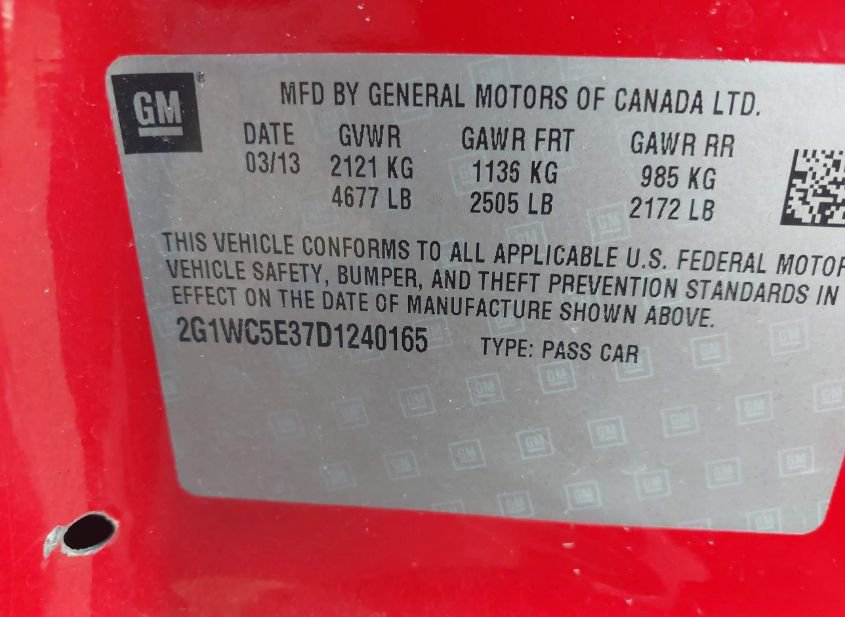 GM
MFD BY GENERAL MOTORS OF CANADA LTD.
DATE GVWR GAWR FRT GAWR RR
03/13 2121 KG 1136 KG 985 KG
4677 LB 2505 LB 2172 LB
THIS VEHICLE CONFORMS TO ALL APPLICABLE U.S. FEDERAL MOTOR
VEHICLE SAFETY, BUMPER, AND THEFT PREVENTION STANDARDS IN
EFFECT ON THE DATE OF MANUFACTURE SHOWN ABOVE.
2G1WC5E37D1240165 TYPE: PASS CAR